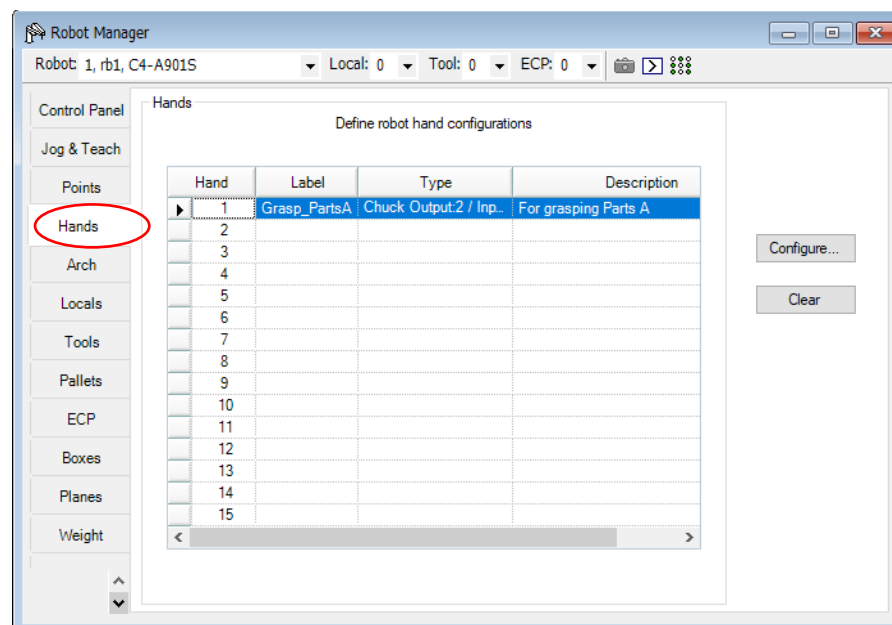 Robot Manager
Robot: 1, rb1, C4-A901S Local: 0 Tool: 0 ECP: 0
Control Panel
Jog & Teach
Points
Hands
Arch
Locals
Tools
Pallets
ECP
Boxes
Planes
Weight
Hands
Define robot hand configurations
Hand Label Type Description
1 Grasp_PartsA Chuck Output:2 / Inp... For grasping Parts A
2
3
4
5
6
7
8
9
10
11
12
13
14
15
Configure...
Clear